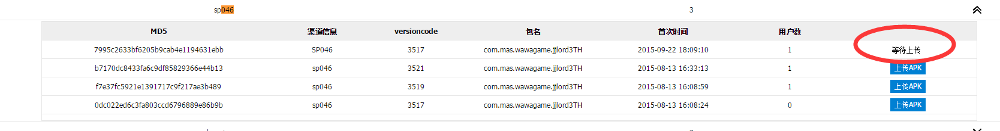 sp046 3
MD5 渠道信息 versioncode 包名 首次时间 用户数
7995c2633bf6205b9cab4e1194631ebb SP046 3517 com.mas.wawagame.jjlord3TH 2015-09-22 18:09:10 1 等待上传
b7170dc8433fa6c9df85829366e44b13 sp046 3521 com.mas.wawagame.jjlord3TH 2015-08-13 16:33:13 1 上传APK
f7e37fc5921e1391717c9f217ae3b489 sp046 3519 com.mas.wawagame.jjlord3TH 2015-08-13 16:08:59 1 上传APK
0dc022ed6c3fa803ccd6796889e86b9b sp046 3517 com.mas.wawagame.jjlord3TH 2015-08-13 16:08:24 0 上传APK